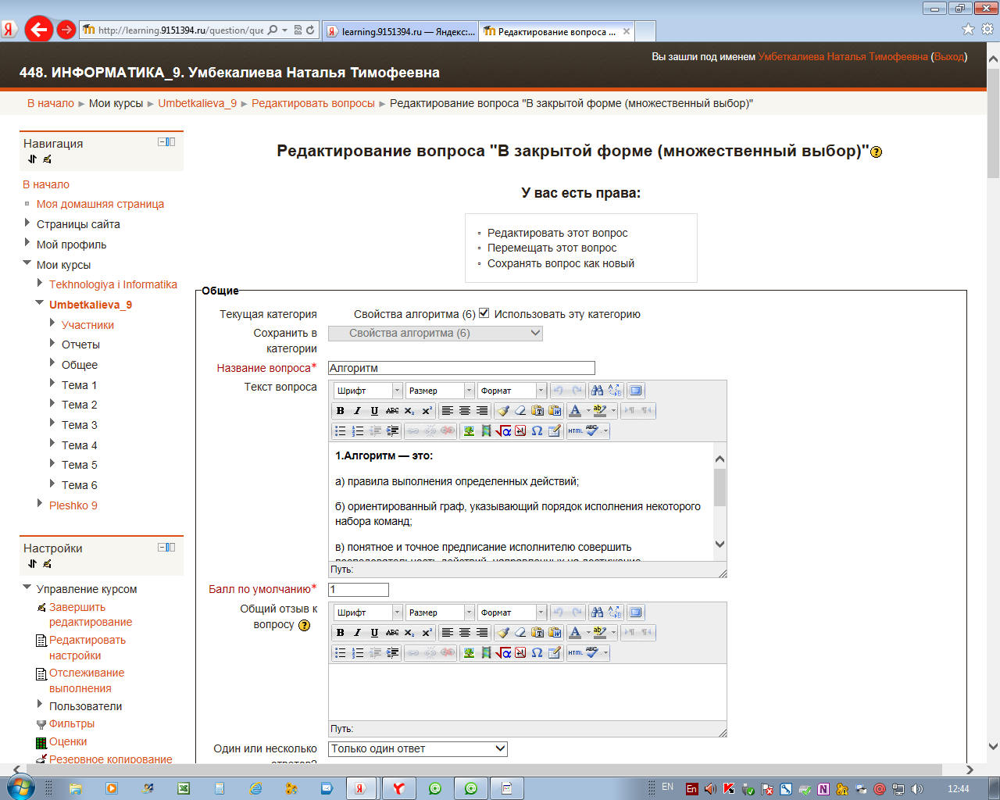 http://learning.9151394.ru/question/que
learning.9151394.ru — Яндекс:...
Редактирование вопроса ...
Вы зашли под именем Умбеткалиева Наталья Тимофеевна (Выход)
448. ИНФОРМАТИКА_9. Умбекалиева Наталья Тимофеевна
В начало ► Мои курсы ► Umbetkalieva_9 ► Редактировать вопросы ► Редактирование вопроса "В закрытой форме (множественный выбор)"
Навигация
В начало
Моя домашняя страница
Страницы сайта
Мой профиль
Мои курсы
Tekhnologiya i Informatika
Umbetkalieva_9
Участники
Отчеты
Общее
Тема 1
Тема 2
Тема 3
Тема 4
Тема 5
Тема 6
Pleshko 9
Настройки
Управление курсом
Завершить
редактирование
Редактировать
настройки
Отслеживание
выполнения
Пользователи
Фильтры
Оценки
Резервное копирование
Редактирование вопроса "В закрытой форме (множественный выбор)"
У вас есть права:
Редактировать этот вопрос
Перемещать этот вопрос
Сохранять вопрос как новый
Общие
Текущая категория Свойства алгоритма (6) Использовать эту категорию
Сохранить в
категории
Свойства алгоритма (6)
Название вопроса* Алгоритм
Текст вопроса
Шрифт Размер Формат
1.Алгоритм — это:
а) правила выполнения определенных действий;
б) ориентированный граф, указывающий порядок исполнения некоторого
набора команд;
в) понятное и точное предписание исполнителю совершить
последовательность действий, направленных на достижение
Путь:
Балл по умолчанию* 1
Общий отзыв к
вопросу
Шрифт Размер Формат
Путь:
Один или несколько
ответов?
Только один ответ
EN
En
12:44